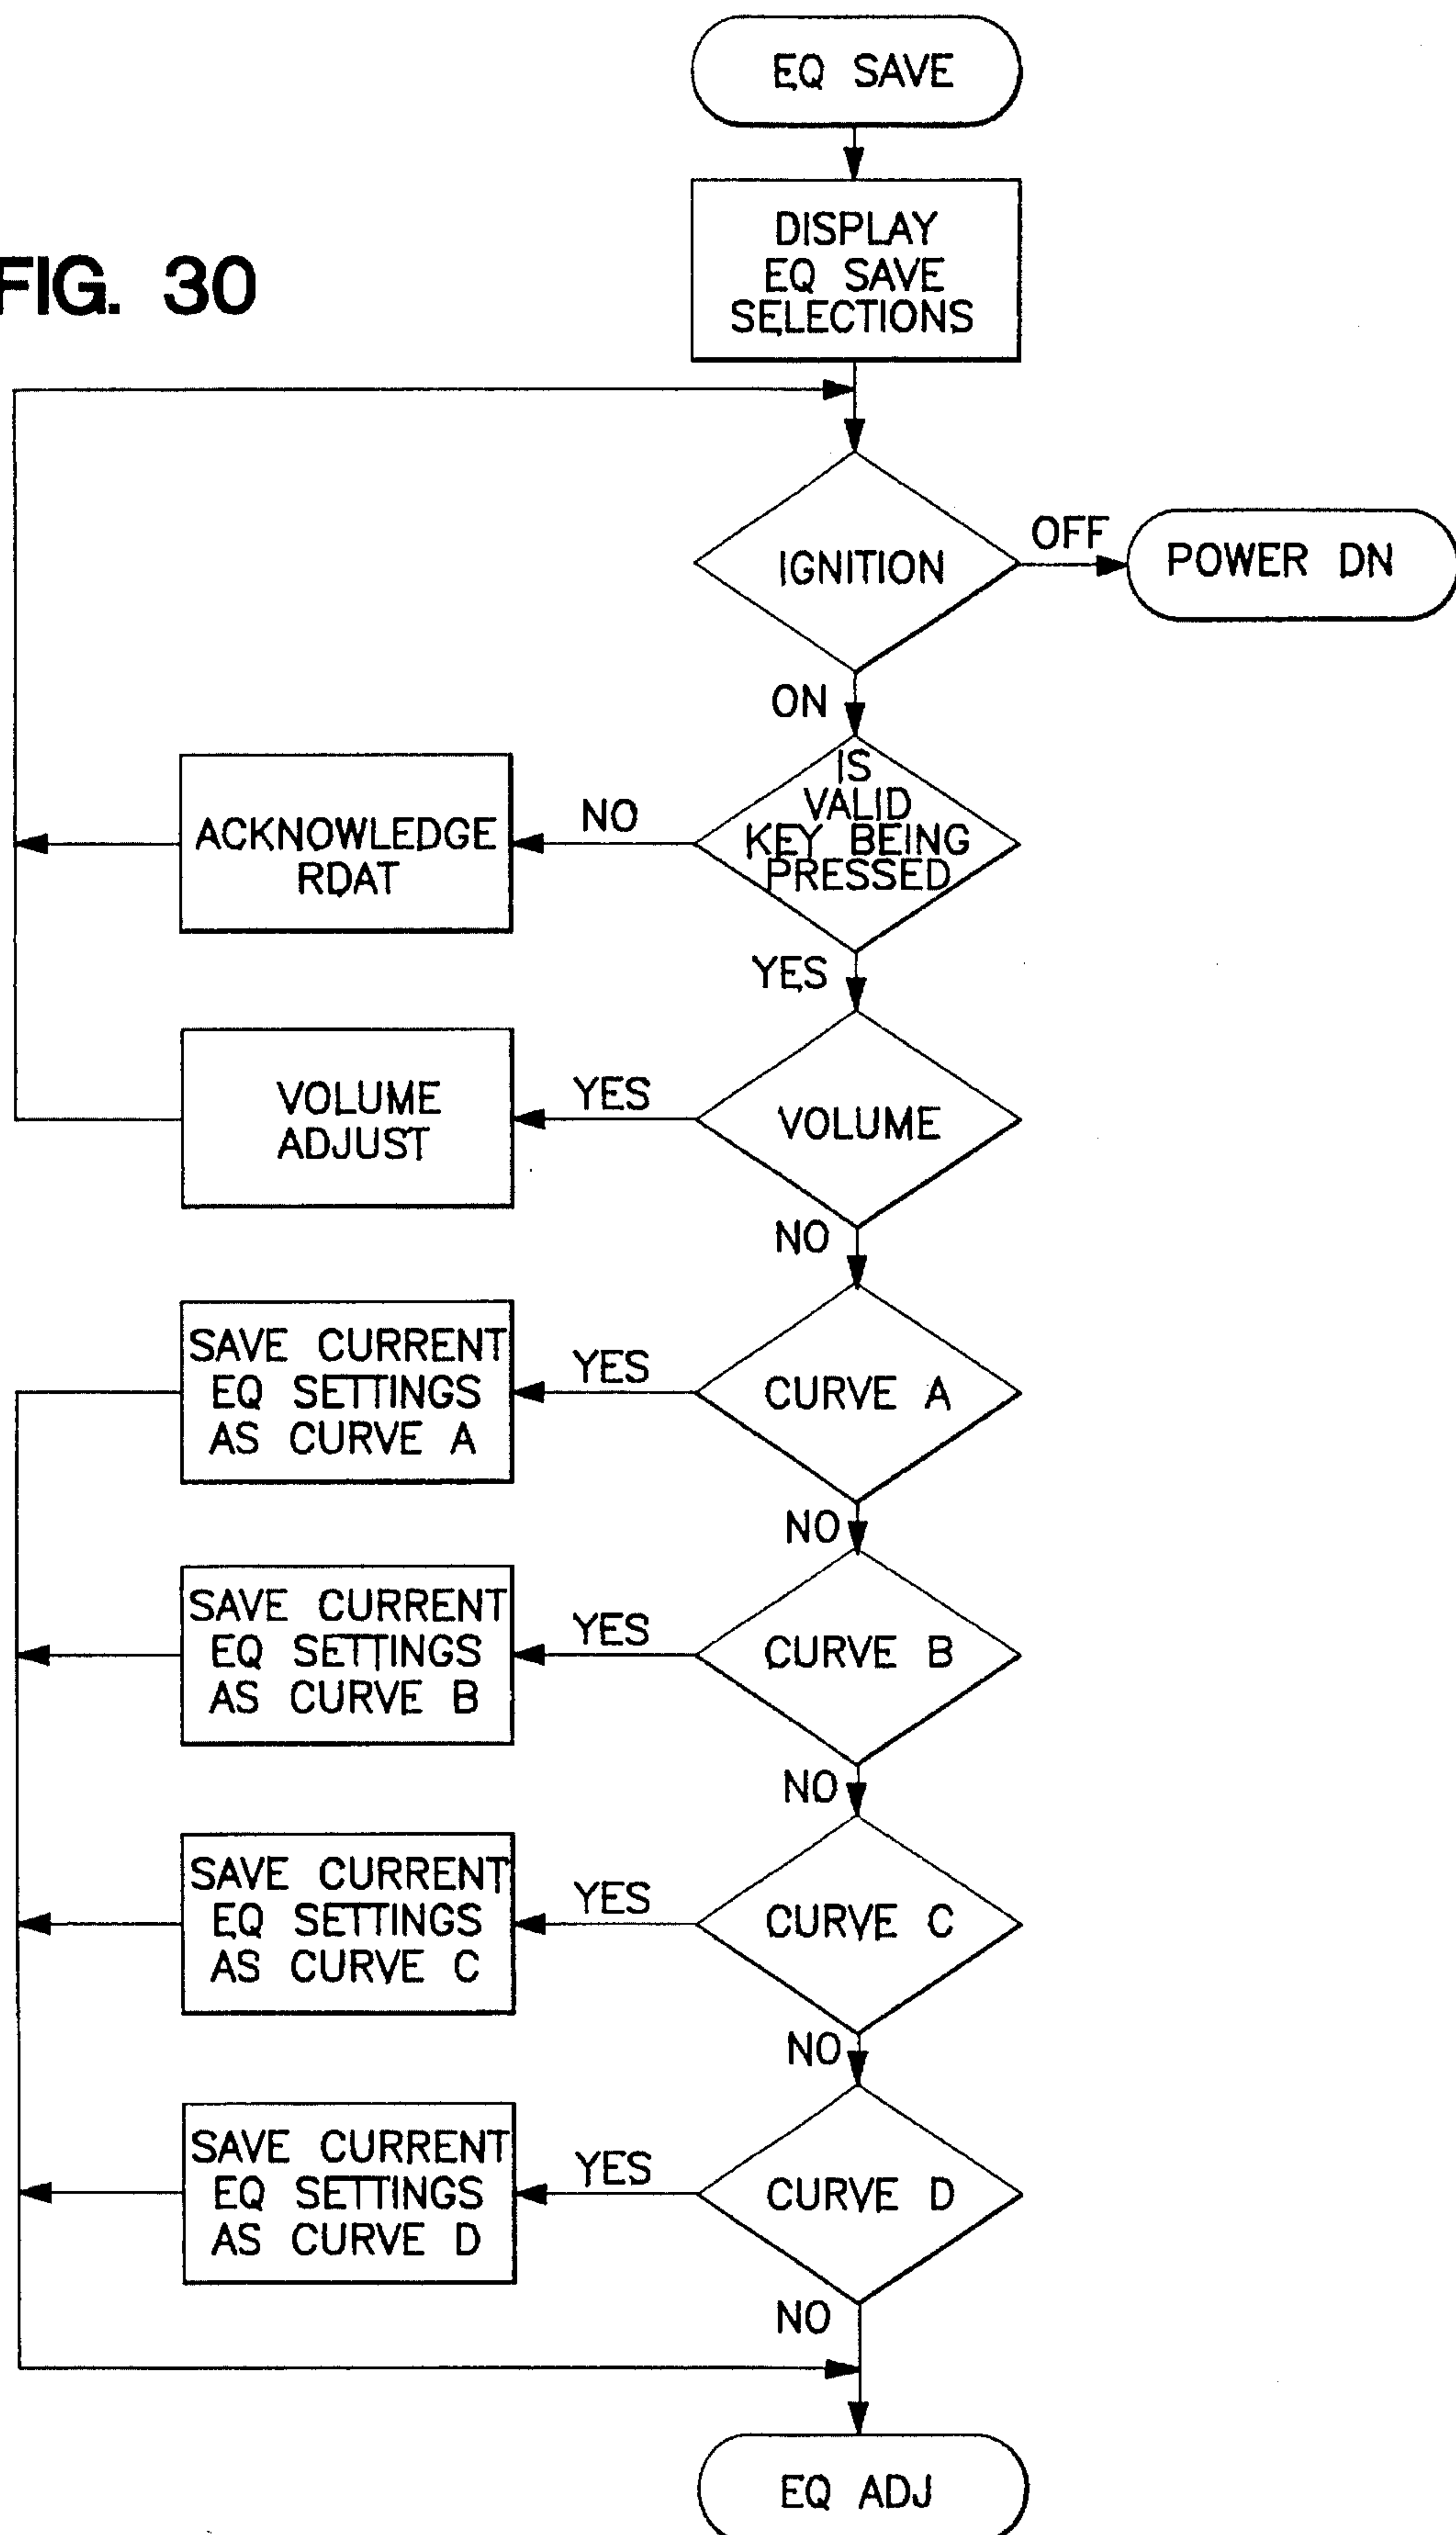 EQ SAVE
DISPLAY
EQ SAVE
SELECTIONS
FIG. 30
IGNITION
OFF
POWER DN
ON
IS
VALID
KEY BEING
PRESSED
NO
ACKNOWLEDGE
RDAT
YES
VOLUME
YES
VOLUME
ADJUST
NO
CURVE A
YES
SAVE CURRENT
EQ SETTINGS
AS CURVE A
NO
CURVE B
YES
SAVE CURRENT
EQ SETTINGS
AS CURVE B
NO
CURVE C
YES
SAVE CURRENT
EQ SETTINGS
AS CURVE C
NO
CURVE D
YES
SAVE CURRENT
EQ SETTINGS
AS CURVE D
NO
EQ ADJ